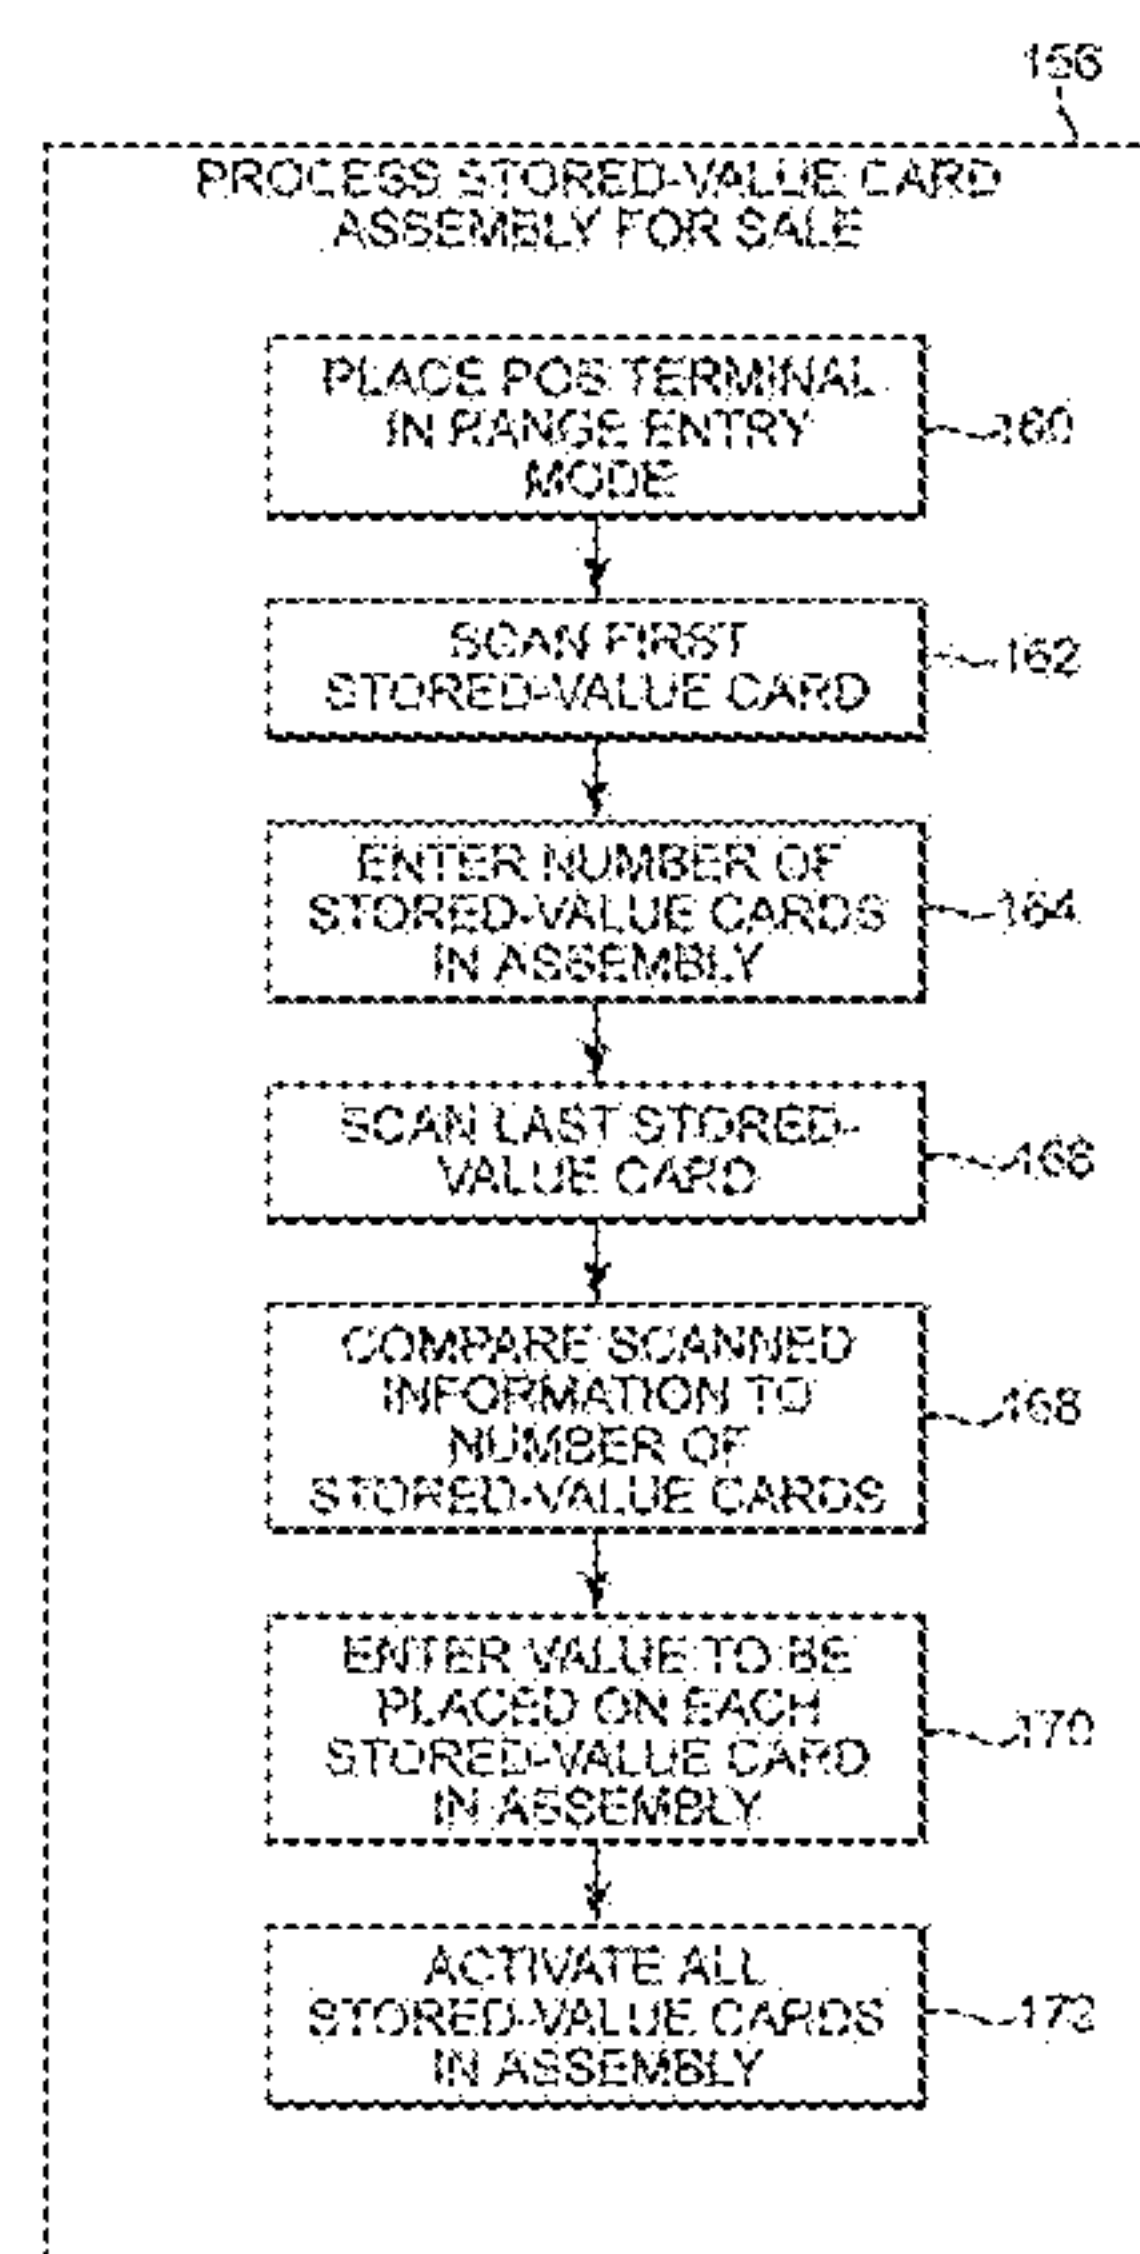 156
PROCESS STORED-VALUE CARD
ASSEMBLY FOR SALE
PLACE POS TERMINAL
IN RANGE ENTRY
MODE
160
SCAN FIRST
STORED-VALUE CARD
162
ENTER NUMBER OF
STORED-VALUE CARDS
IN ASSEMBLY
164
SCAN LAST STORED-
VALUE CARD
166
COMPARE SCANNED
INFORMATION TO
NUMBER OF
STORED-VALUE CARDS
168
ENTER VALUE TO BE
PLACED ON EACH
STORED-VALUE CARD
IN ASSEMBLY
170
ACTIVATE ALL
STORED-VALUE CARDS
IN ASSEMBLY
172